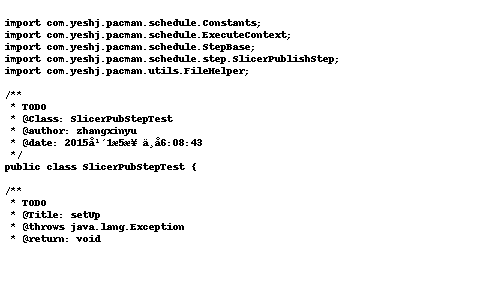 import com.yeshj.pacman.schedule.Constants;
import com.yeshj.pacman.schedule.ExecuteContext;
import com.yeshj.pacman.schedule.StepBase;
import com.yeshj.pacman.schedule.step.SlicerPublishStep;
import com.yeshj.pacman.utils.FileHelper;
/**
 * TODO
 * @Class: SlicerPubStepTest
 * @author: zhangxinyu
 * @date: 2015å¹´1æ5æ¥ ä¸å6:08:43
 */
public class SlicerPubStepTest {
/**
 * TODO
 * @Title: setUp
 * @throws java.lang.Exception
 * @return: void